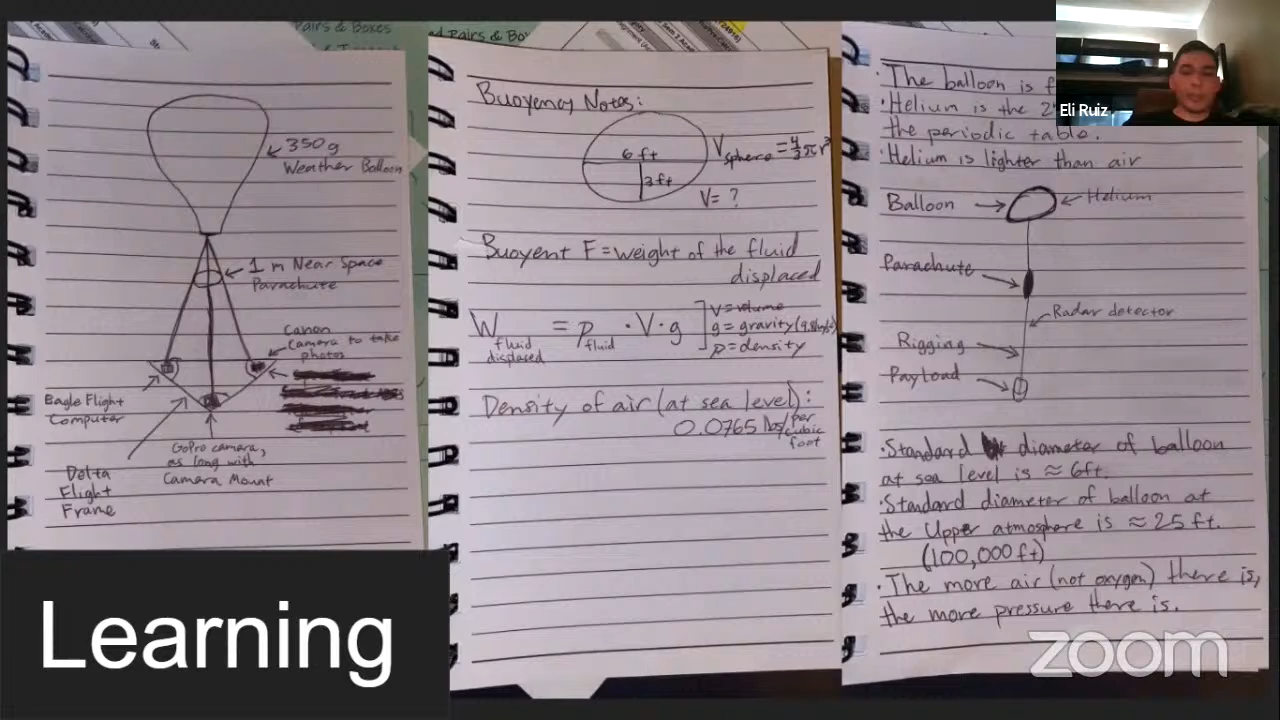 350g
Weather Balloon
1 m Near Space
Parachute
Canon
Camera to take
photos
Eagle Flight
Computer
GoPro camera,
as long with
Camera Mount
Delta
Flight
Frame
Learning
Pairs & Boxes
Buoyency Notes:
6 ft
3 ft
V sphere = 4/3 πr³
V = ?
Buoyent F = weight of the fluid
displaced
W fluid displaced = p fluid · V · g
V = volume
g = gravity (9.8 m/s²)
p = density
Density of air (at sea level):
0.0765 lbs/per
cubic
foot
Eli Ruiz
· The balloon is f
· Helium is the 2
the periodic table.
· Helium is lighter than air
Balloon
Helium
Parachute
Radar detector
Rigging
Payload
· Standard diameter of balloon
at sea level is ≈ 6ft.
· Standard diameter of balloon at
the Upper atmosphere is ≈ 25 ft.
(100,000 ft)
· The more air (not oxygen) there is,
the more pressure there is.
zoom